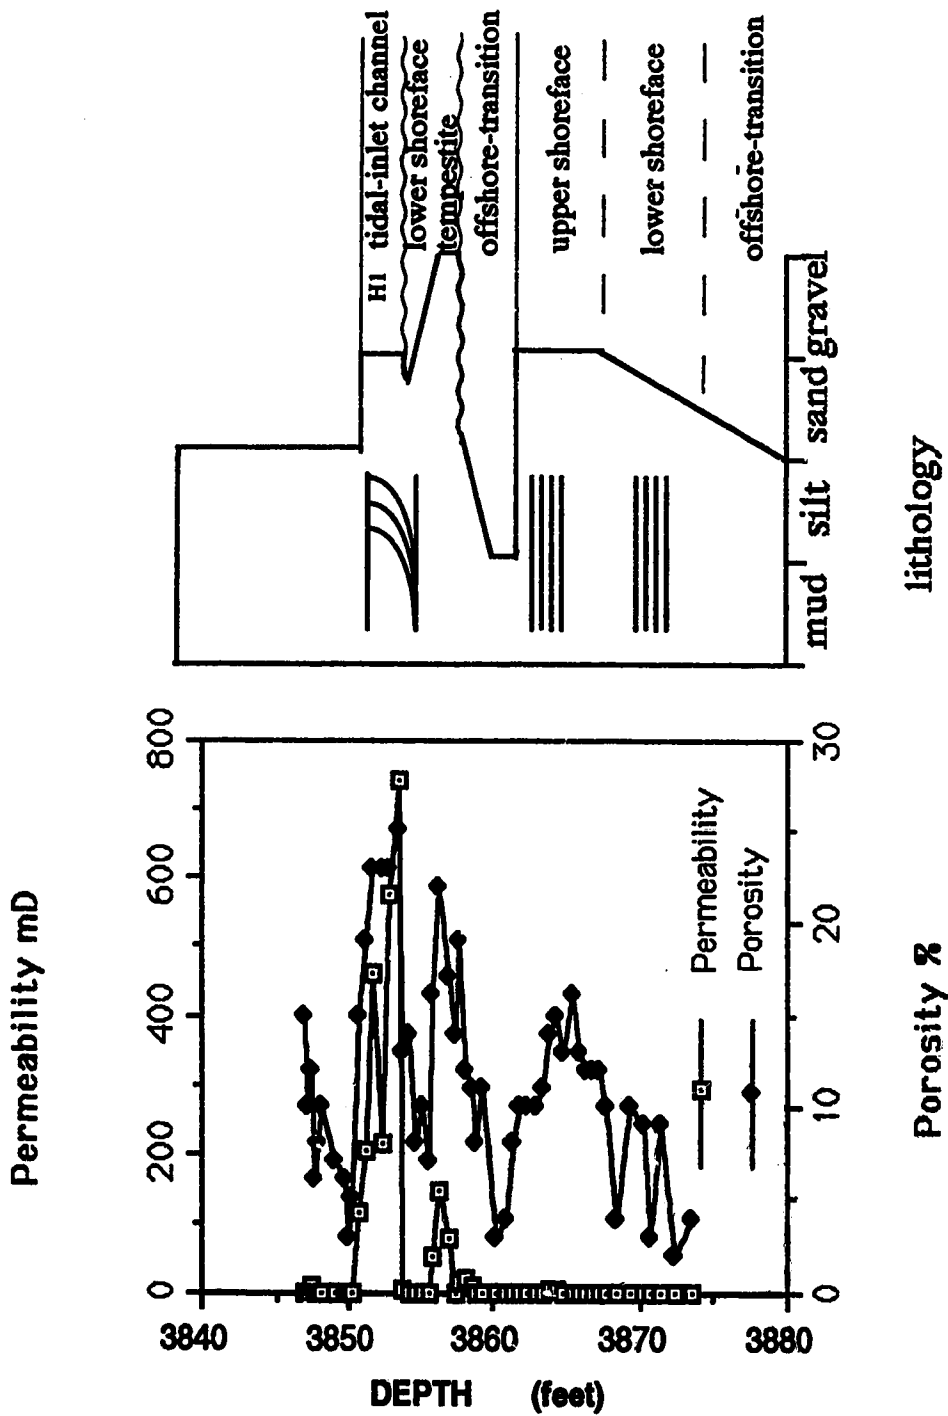 H1 tidal-inlet channel
lower shoreface
tempestite
offshore-transition
upper shoreface
lower shoreface
offshore-transition
mud silt sand gravel
lithology
Permeability mD
0 200 400 600 800
3840 3850 3860 3870 3880
DEPTH (feet)
Permeability
Porosity
0 10 20 30
Porosity %